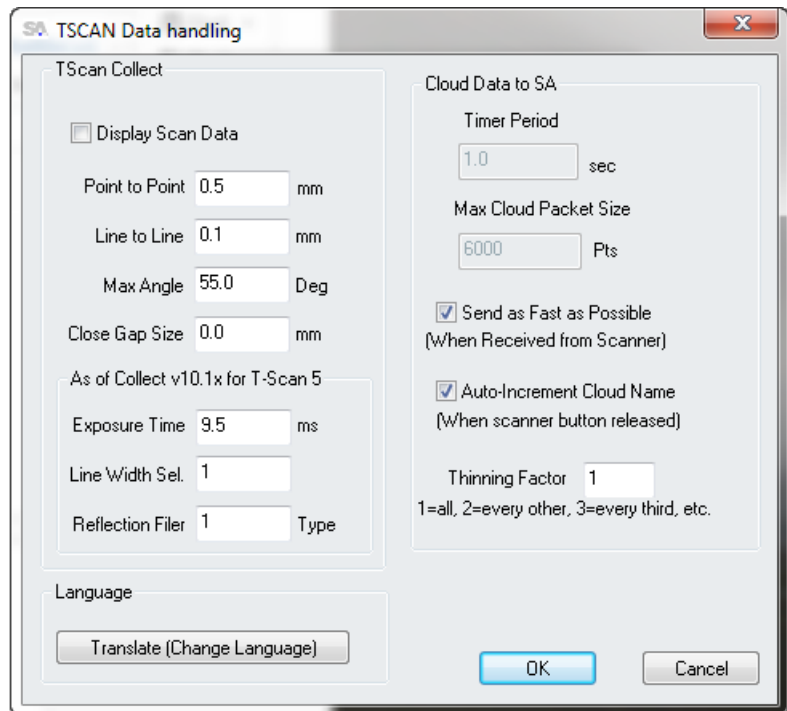 SA TSCAN Data handling
TScan Collect
Display Scan Data
Point to Point 0.5 mm
Line to Line 0.1 mm
Max Angle 55.0 Deg
Close Gap Size 0.0 mm
As of Collect v10.1x for T-Scan 5
Exposure Time 9.5 ms
Line Width Sel. 1
Reflection Filer 1 Type
Language
Translate (Change Language)
Cloud Data to SA
Timer Period
1.0 sec
Max Cloud Packet Size
6000 Pts
Send as Fast as Possible
(When Received from Scanner)
Auto-Increment Cloud Name
(When scanner button released)
Thinning Factor 1
1=all, 2=every other, 3=every third, etc.
OK Cancel